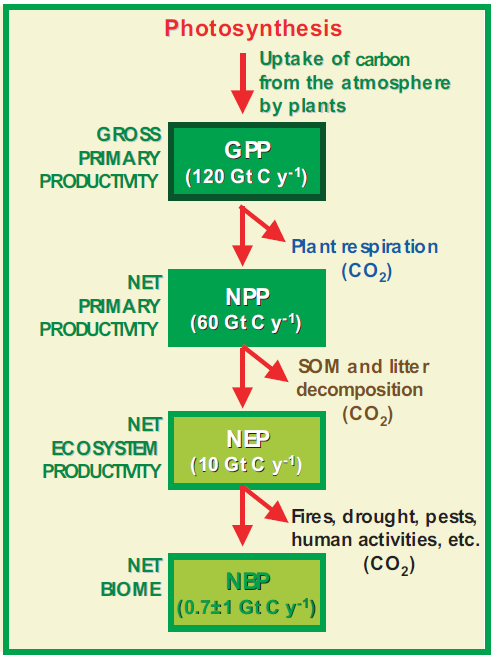 Photosynthesis
Uptake of carbon
from the atmosphere
by plants
GROSS
PRIMARY
PRODUCTIVITY
GPP
(120 Gt C y⁻¹)
Plant respiration
(CO₂)
NET
PRIMARY
PRODUCTIVITY
NPP
(60 Gt C y⁻¹)
SOM and litter
decomposition
(CO₂)
NET
ECOSYSTEM
PRODUCTIVITY
NEP
(10 Gt C y⁻¹)
Fires, drought, pests,
human activities, etc.
(CO₂)
NET
BIOME
NBP
(0.7±1 Gt C y⁻¹)